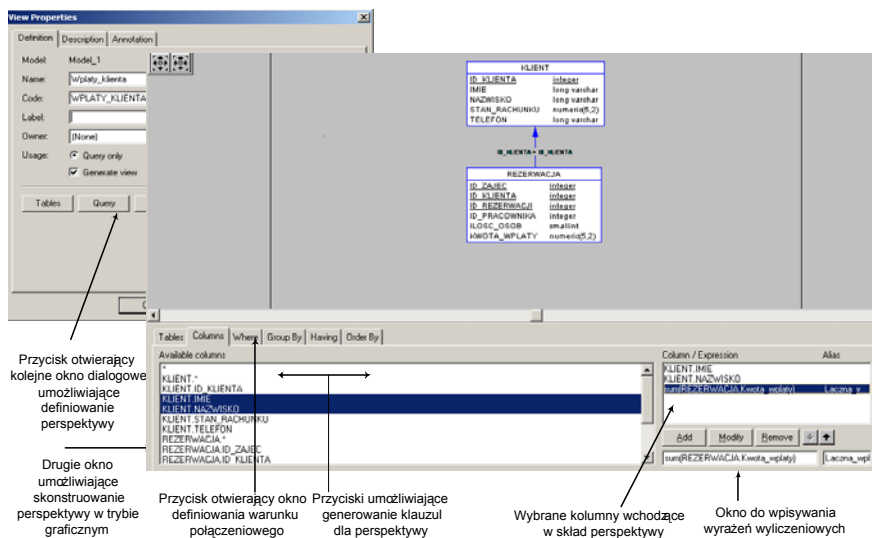 View Properties
Definition Description Annotation
Model: Model_1
Name: Wplaty_klienta
Code: WPLATY_KLIENTA
Label:
Owner: (None)
Usage: Query only
Generate view
Tables Query
KLIENT
ID_KLIENTA integer
IMIE long varchar
NAZWISKO long varchar
STAN_RACHUNKU numeric(6,2)
TELEFON long varchar
ID_KLIENTA = ID_KLIENTA
REZERWACJA
ID_ZAJEC integer
ID_KLIENTA integer
ID_REZERWACJI integer
ID_PRACOWNIKA integer
ILOSC_OSOB smallint
KWOTA_WPLATY numeric(5,2)
Tables Columns Where Group By Having Order By
Available columns
*
KLIENT.*
KLIENT.ID_KLIENTA
KLIENT.IMIE
KLIENT.NAZWISKO
KLIENT.STAN_RACHUNKU
KLIENT.TELEFON
REZERWACJA.*
REZERWACJA.ID_ZAJEC
REZERWACJA.ID_KLIENTA
Column / Expression Alias
KLIENT.IMIE
KLIENT.NAZWISKO
sum(REZERWACJA.Kwota_wplaty) Laczna_v
Add Modify Remove
sum(REZERWACJA.Kwota_wplaty) Laczna_wpl
Przycisk otwierający
kolejne okno dialogowe
umożliwiające
definiowanie
perspektywy
Drugie okno
umożliwiające
skonstruowanie
perspektywy w trybie
graficznym
Przycisk otwierający okno
definiowania warunku
połączeniowego
Przyciski umożliwiające
generowanie klauzul
dla perspektywy
Wybrane kolumny wchodzące
w skład perspektywy
Okno do wpisywania
wyrażeń wyliczeniowych